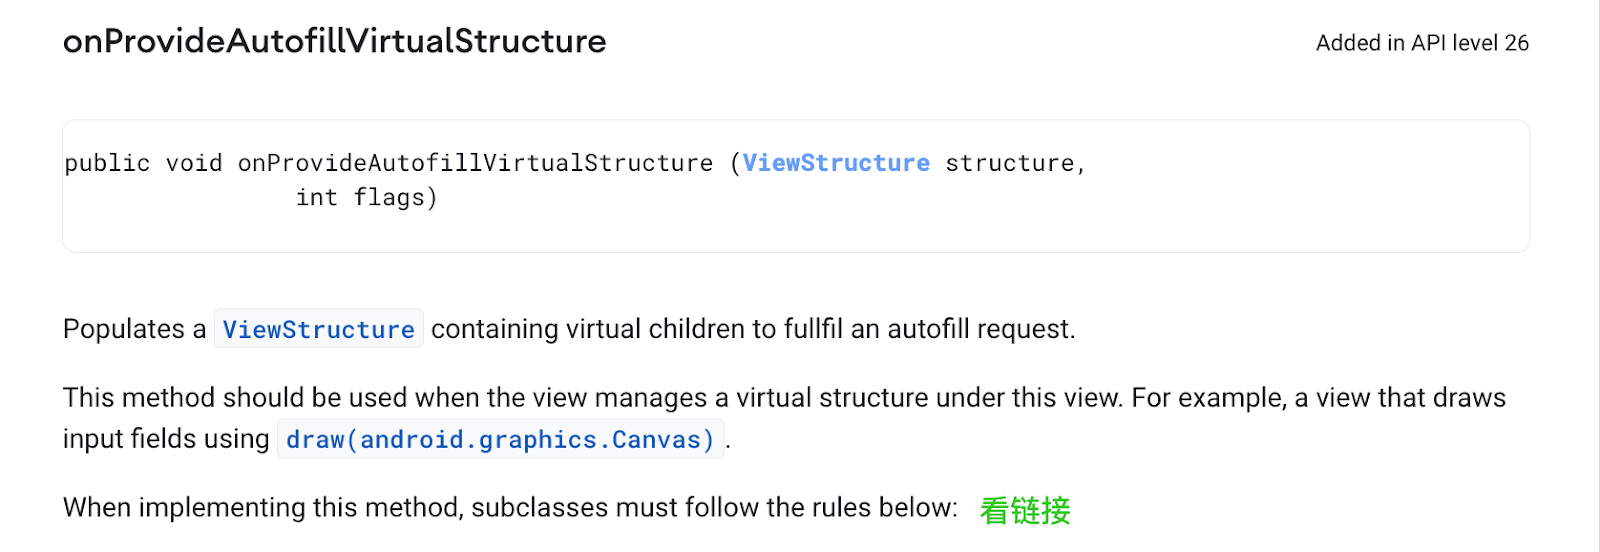 onProvideAutofillVirtualStructure
Added in API level 26
public void onProvideAutofillVirtualStructure (ViewStructure structure,
int flags)
Populates a ViewStructure containing virtual children to fullfil an autofill request.
This method should be used when the view manages a virtual structure under this view. For example, a view that draws
input fields using draw(android.graphics.Canvas).
When implementing this method, subclasses must follow the rules below: 看链接